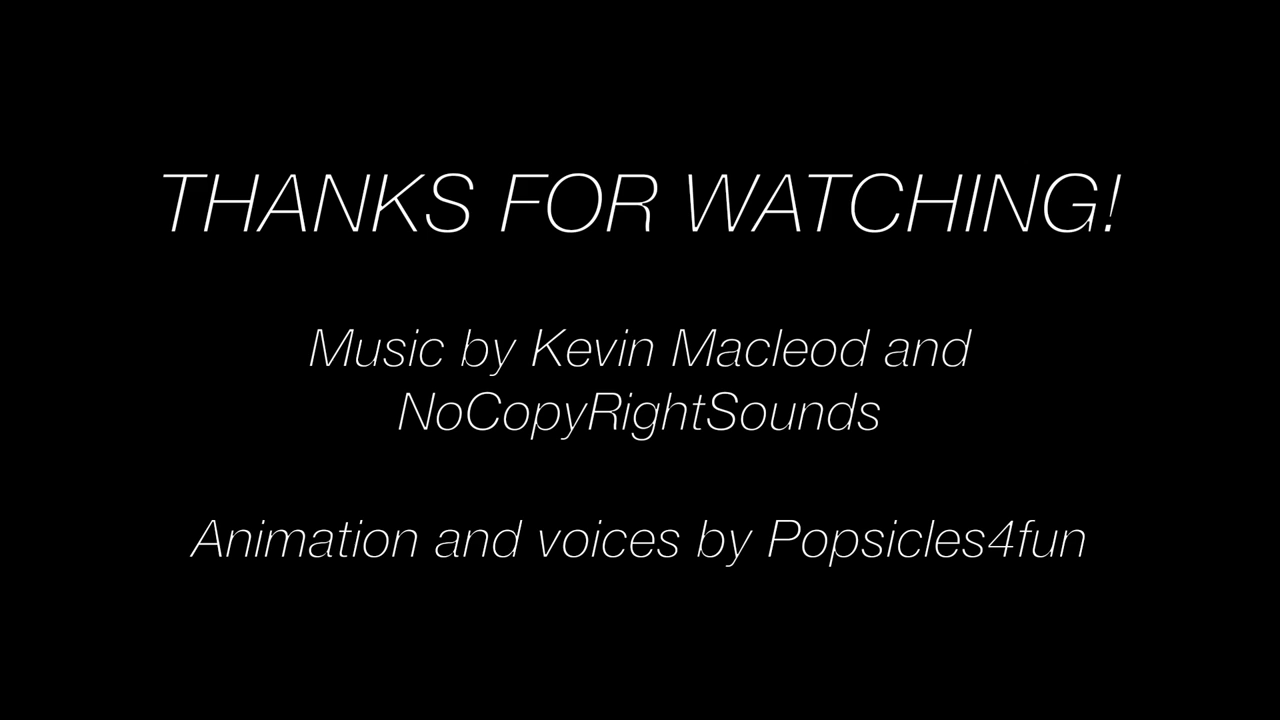 THANKS FOR WATCHING!
Music by Kevin Macleod and
NoCopyRightSounds
Animation and voices by Popsicles4fun